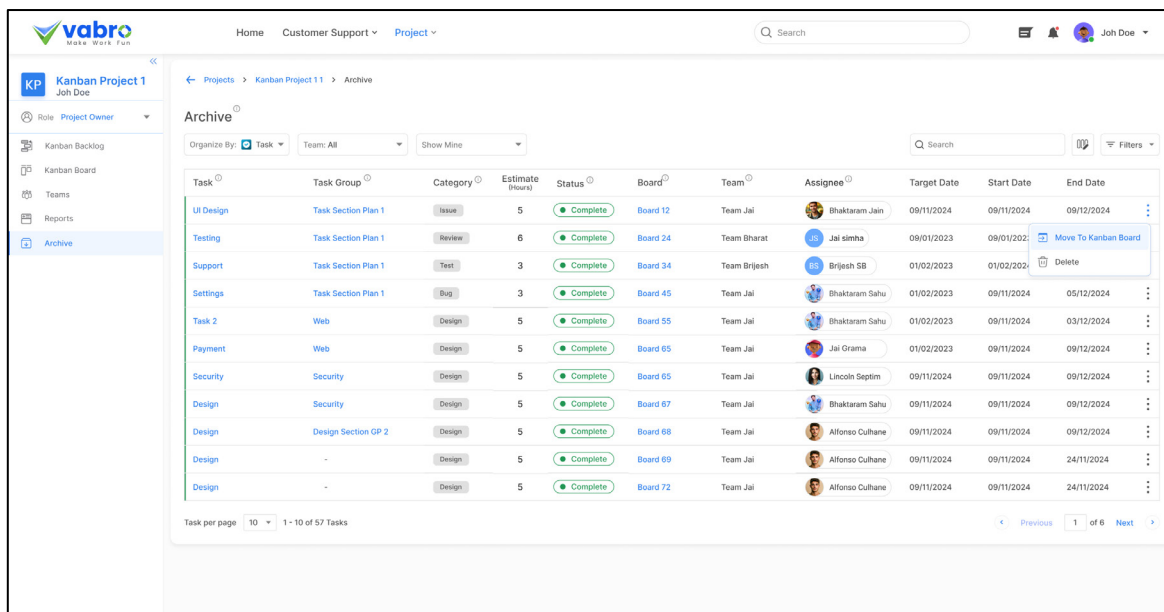 vabro
Make Work Fun
Home Customer Support Project Search Joh Doe
KP Kanban Project 1
Joh Doe
Role Project Owner
Kanban Backlog
Kanban Board
Teams
Reports
Archive
Projects > Kanban Project 1 1 > Archive
Archive
Organize By: Task Team: All Show Mine Search Filters
Task Task Group Category Estimate (Hours) Status Board Team Assignee Target Date Start Date End Date
UI Design Task Section Plan 1 Issue 5 Complete Board 12 Team Jai Bhaktaram Jain 09/11/2024 09/11/2024 09/12/2024
Testing Task Section Plan 1 Review 6 Complete Board 24 Team Bharat JS Jai simha 09/01/2023 09/01/202
Move To Kanban Board
Support Task Section Plan 1 Test 3 Complete Board 34 Team Brijesh BS Brijesh SB 01/02/2023 01/02/202
Delete
Settings Task Section Plan 1 Bug 3 Complete Board 45 Team Jai Bhaktaram Sahu 01/02/2023 09/11/2024 05/12/2024
Task 2 Web Design 5 Complete Board 55 Team Jai Bhaktaram Sahu 01/02/2023 09/11/2024 03/12/2024
Payment Web Design 5 Complete Board 65 Team Jai Jai Grama 01/02/2023 09/11/2024 09/12/2024
Security Security Design 5 Complete Board 65 Team Jai Lincoln Septim 09/11/2024 09/11/2024 09/12/2024
Design Security Design 5 Complete Board 67 Team Jai Bhaktaram Sahu 09/11/2024 09/11/2024 09/12/2024
Design Design Section GP 2 Design 5 Complete Board 68 Team Jai Alfonso Culhane 09/11/2024 09/11/2024 09/12/2024
Design - Design 5 Complete Board 69 Team Jai Alfonso Culhane 09/11/2024 09/11/2024 24/11/2024
Design - Design 5 Complete Board 72 Team Jai Alfonso Culhane 09/11/2024 09/11/2024 24/11/2024
Task per page 10 1 - 10 of 57 Tasks Previous 1 of 6 Next